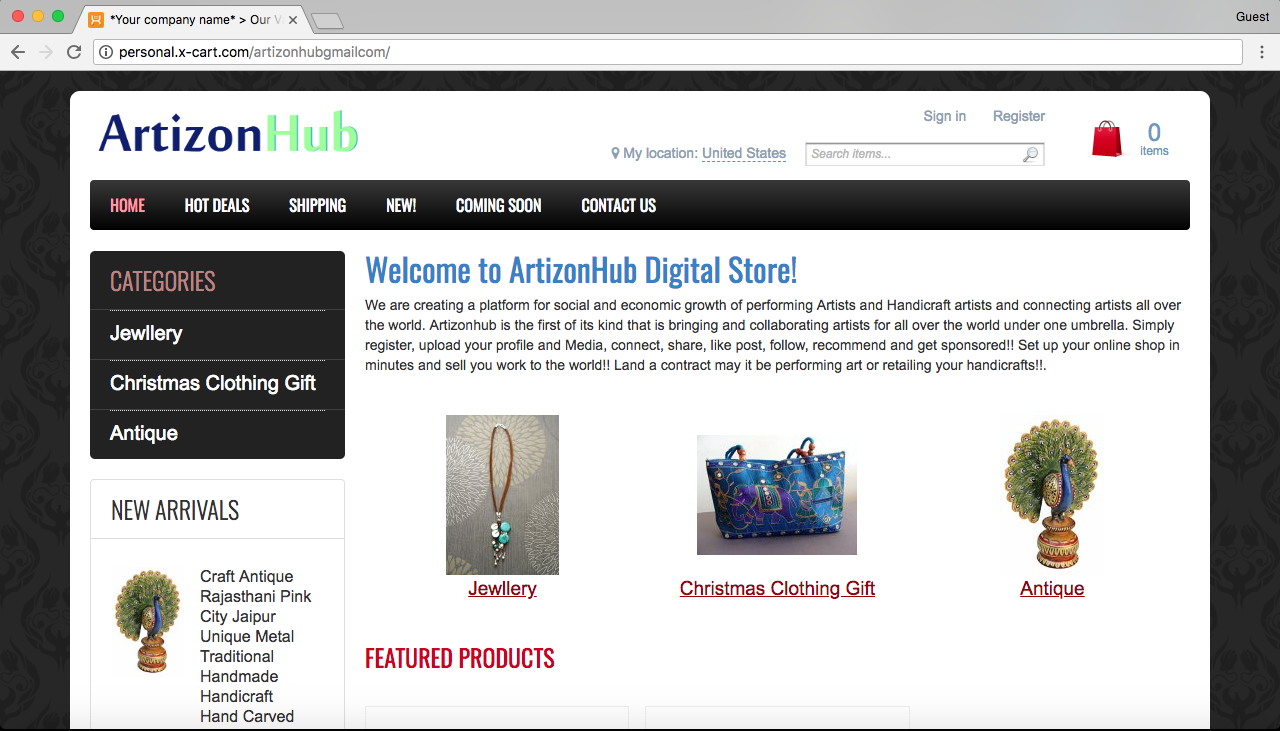 *Your company name* > Our V
Guest
personal.x-cart.com/artizonhubgmailcom/
ArtizonHub
Sign in
Register
My location: United States
Search items...
0
items
HOME
HOT DEALS
SHIPPING
NEW!
COMING SOON
CONTACT US
CATEGORIES
Jewllery
Christmas Clothing Gift
Antique
NEW ARRIVALS
Craft Antique
Rajasthani Pink
City Jaipur
Unique Metal
Traditional
Handmade
Handicraft
Hand Carved
Welcome to ArtizonHub Digital Store!
We are creating a platform for social and economic growth of performing Artists and Handicraft artists and connecting artists all over
the world. Artizonhub is the first of its kind that is bringing and collaborating artists for all over the world under one umbrella. Simply
register, upload your profile and Media, connect, share, like post, follow, recommend and get sponsored!! Set up your online shop in
minutes and sell you work to the world!! Land a contract may it be performing art or retailing your handicrafts!!.
Jewllery
Christmas Clothing Gift
Antique
FEATURED PRODUCTS